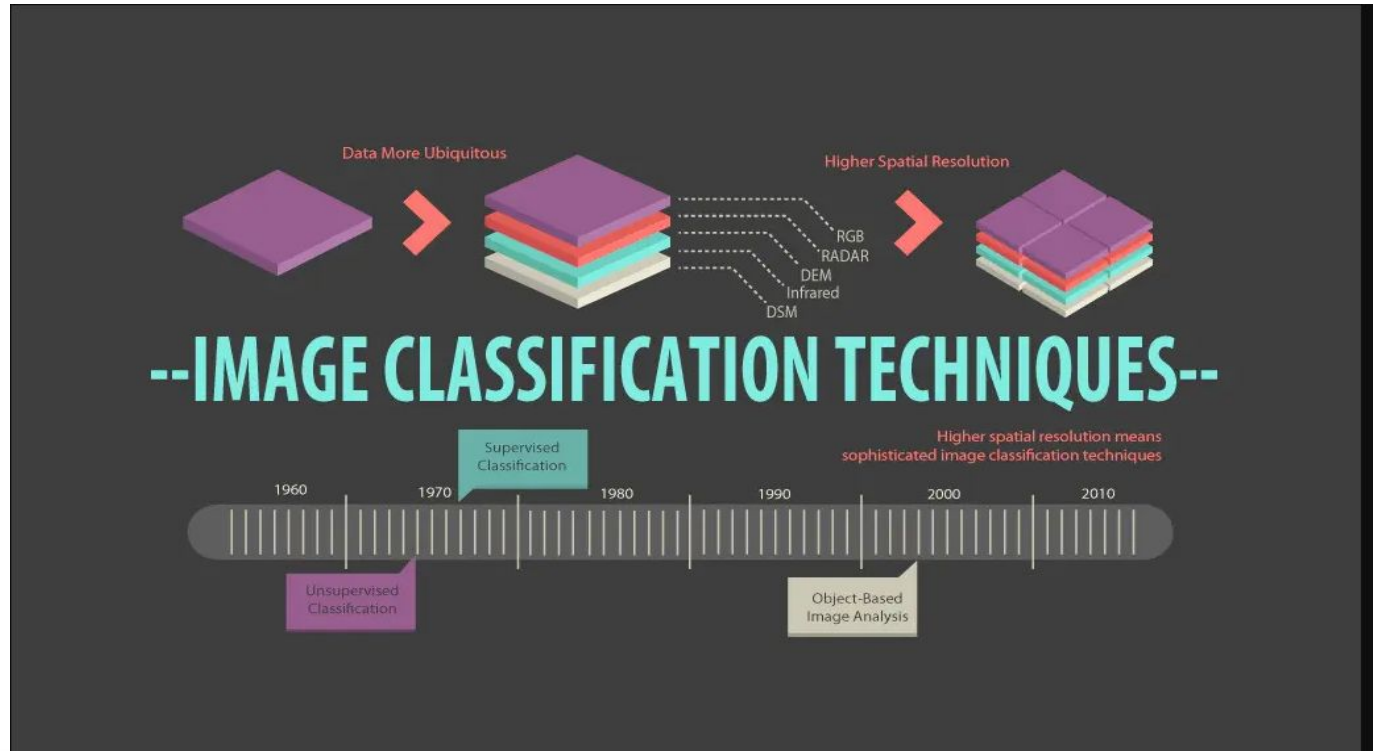 Data More Ubiquitous
Higher Spatial Resolution
RGB
RADAR
DEM
Infrared
DSM
--IMAGE CLASSIFICATION TECHNIQUES--
Higher spatial resolution means
sophisticated image classification techniques
Supervised
Classification
1960 1970 1980 1990 2000 2010
Unsupervised
Classification
Object-Based
Image Analysis